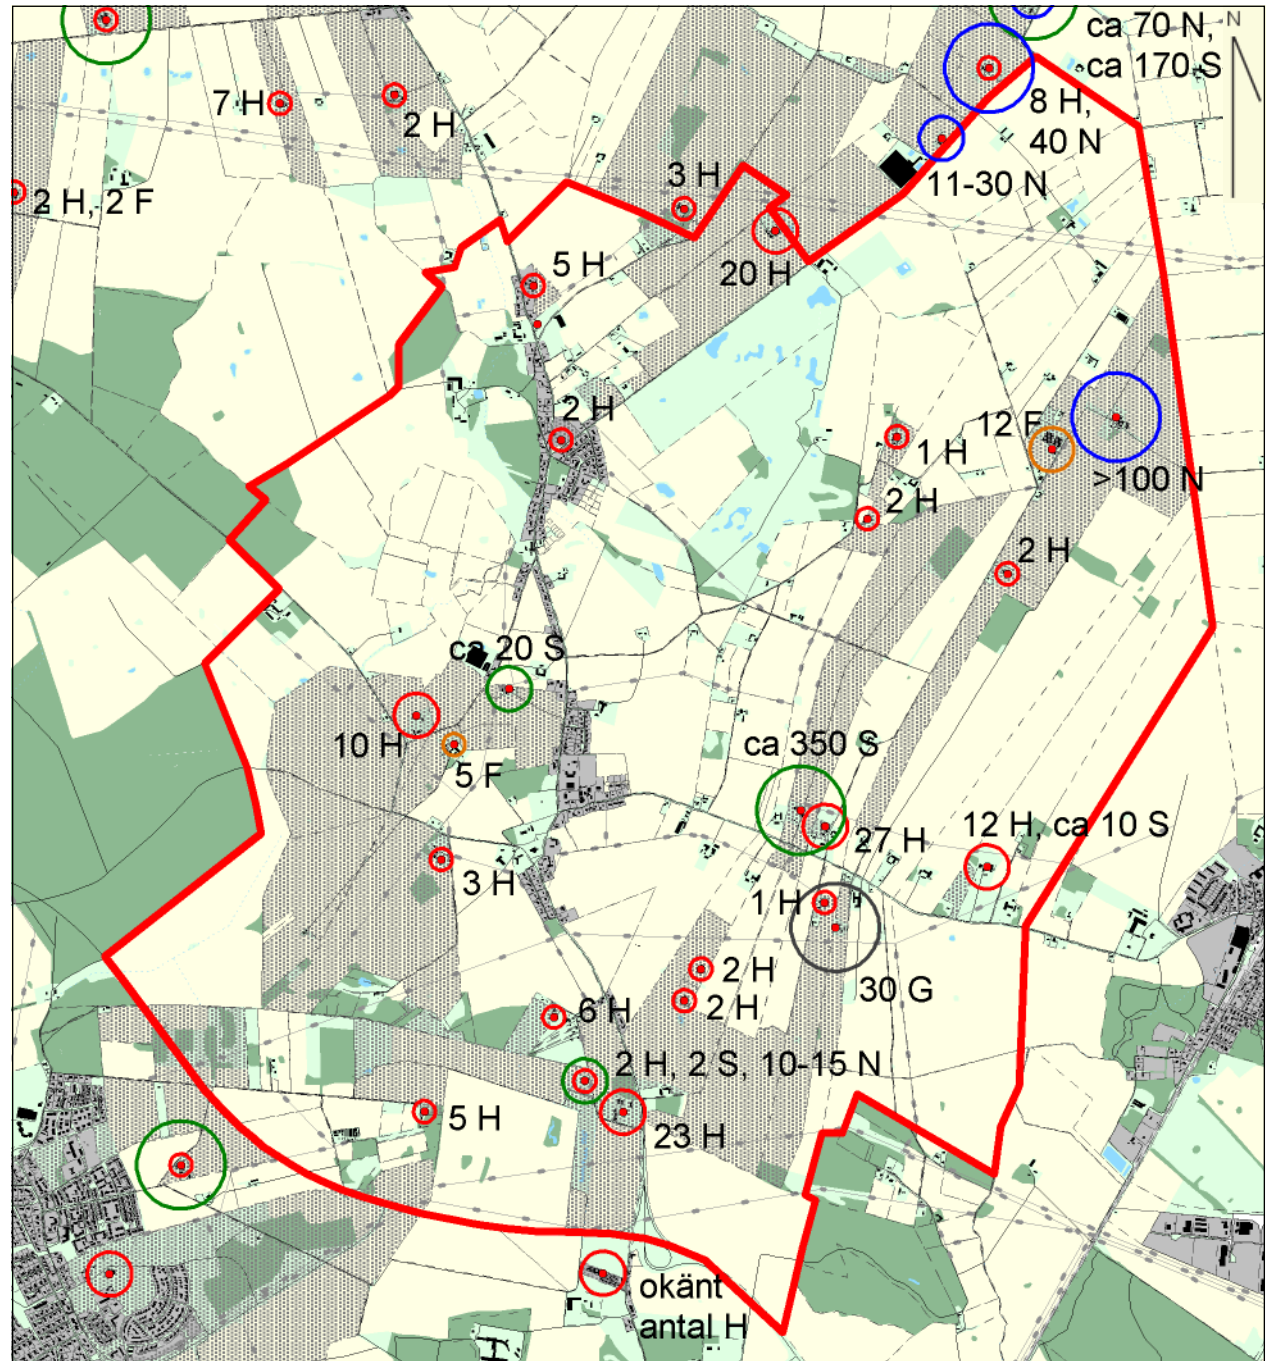 ca 70 N,
ca 170 S
N
7 H
2 H
8 H,
40 N
3 H
11-30 N
2 H, 2 F
5 H
20 H
2 H
12 F
1 H
>100 N
2 H
2 H
ca 20 S
10 H
5 F
ca 350 S
27 H
12 H, ca 10 S
3 H
1 H
2 H
30 G
2 H
6 H
2 H, 2 S, 10-15 N
5 H
23 H
okänt
antal H